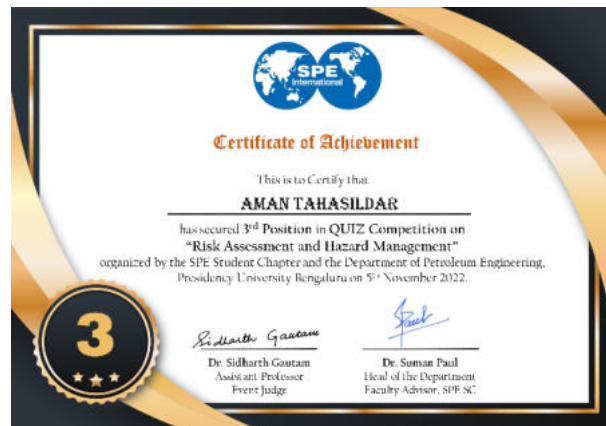 SPE
International
Certificate of Achievement
This is to Certify that
AMAN TAHASILDAR
has secured 3rd Position in QUIZ Competition on
"Risk Assessment and Hazard Management"
organized by the SPE Student Chapter and the Department of Petroleum Engineering,
Presidency University Bengaluru on 5th November 2022.
3
Sidharth Gautam
Paul
Dr. Sidharth Gautam
Assistant Professor
Event Judge
Dr. Suman Paul
Head of the Department
Faculty Advisor, SPE SC